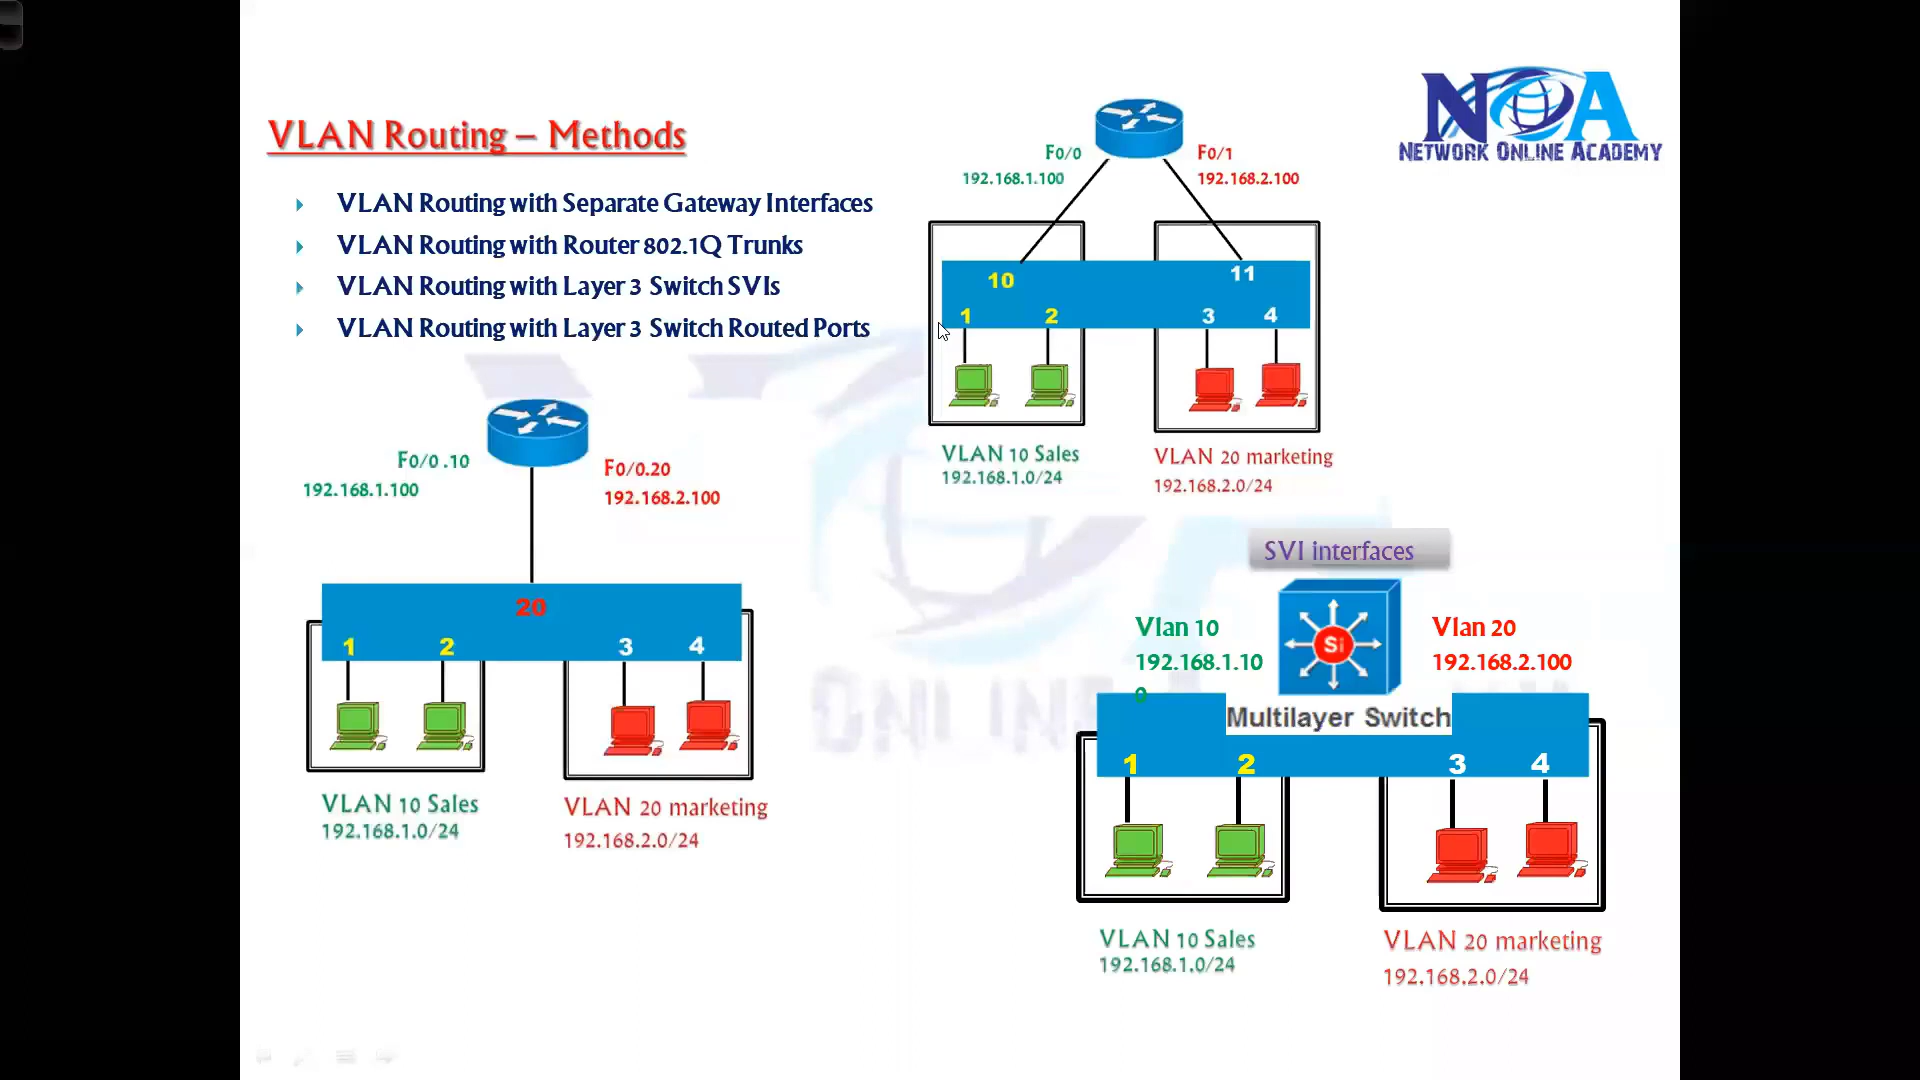 VLAN Routing – Methods
VLAN Routing with Separate Gateway Interfaces
VLAN Routing with Router 802.1Q Trunks
VLAN Routing with Layer 3 Switch SVIs
VLAN Routing with Layer 3 Switch Routed Ports
NOA
NETWORK ONLINE ACADEMY
F0/0
192.168.1.100
F0/1
192.168.2.100
10
11
1
2
3
4
VLAN 10 Sales
192.168.1.0/24
VLAN 20 marketing
192.168.2.0/24
F0/0 .10
192.168.1.100
F0/0.20
192.168.2.100
20
1
2
3
4
VLAN 10 Sales
192.168.1.0/24
VLAN 20 marketing
192.168.2.0/24
SVI interfaces
Vlan 10
192.168.1.10
0
Si
Vlan 20
192.168.2.100
Multilayer Switch
1
2
3
4
VLAN 10 Sales
192.168.1.0/24
VLAN 20 marketing
192.168.2.0/24